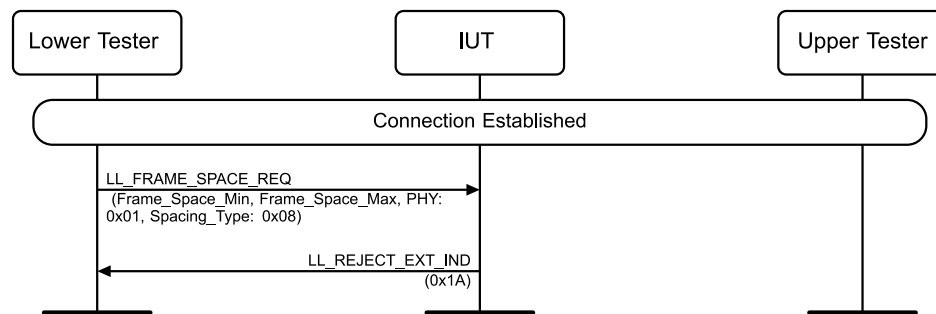 Lower Tester
IUT
Upper Tester
Connection Established
LL_FRAME_SPACE_REQ
(Frame_Space_Min, Frame_Space_Max, PHY:
0x01, Spacing_Type: 0x08)
LL_REJECT_EXT_IND
(0x1A)